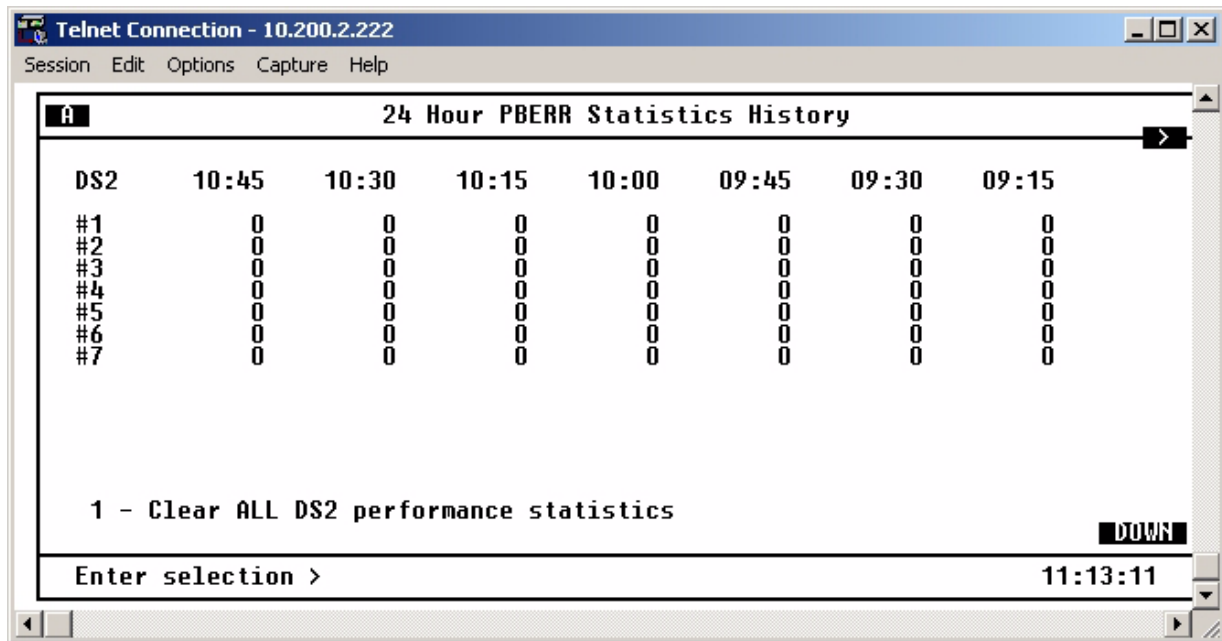 Telnet Connection - 10.200.2.222
Session Edit Options Capture Help
A 24 Hour PBERR Statistics History
>
DS2 10:45 10:30 10:15 10:00 09:45 09:30 09:15
#1 0 0 0 0 0 0 0
#2 0 0 0 0 0 0 0
#3 0 0 0 0 0 0 0
#4 0 0 0 0 0 0 0
#5 0 0 0 0 0 0 0
#6 0 0 0 0 0 0 0
#7 0 0 0 0 0 0 0
1 - Clear ALL DS2 performance statistics
DOWN
Enter selection > 11:13:11